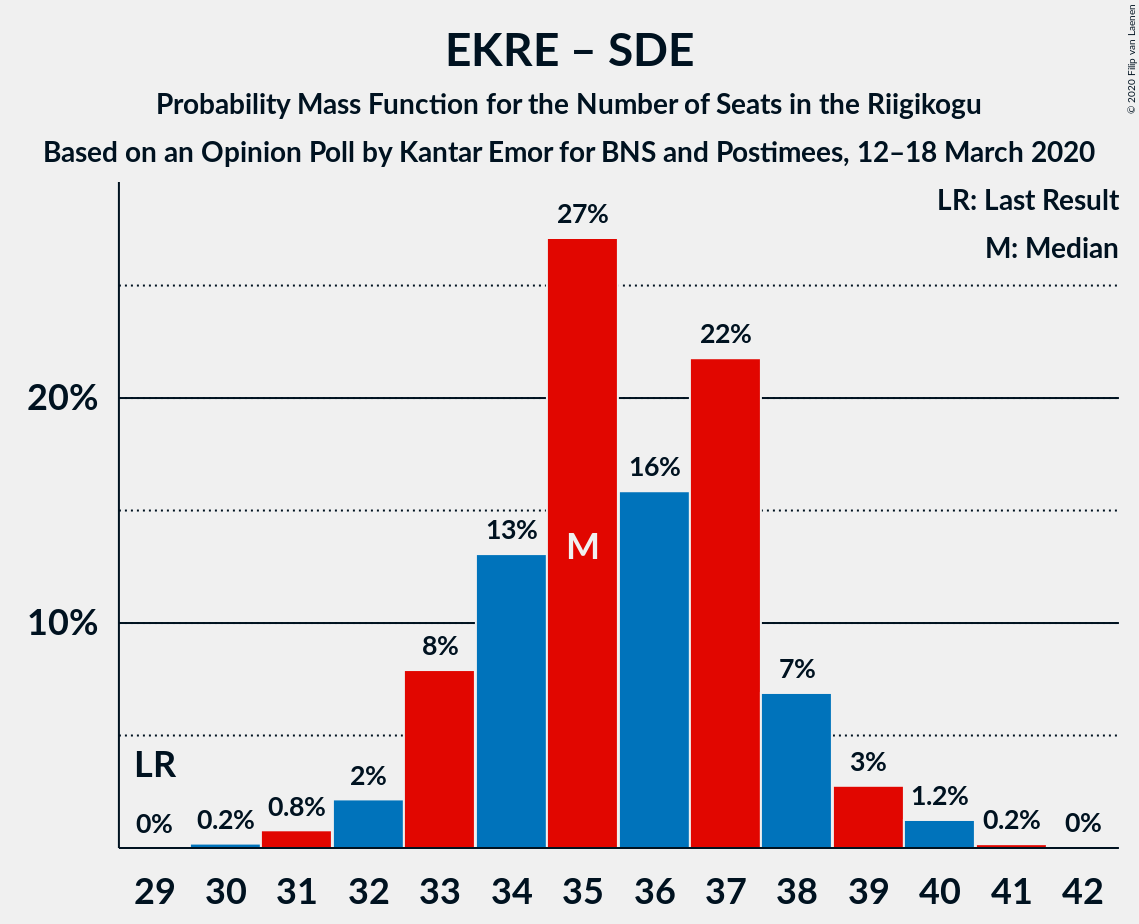 EKRE – SDE
Probability Mass Function for the Number of Seats in the Riigikogu
Based on an Opinion Poll by Kantar Emor for BNS and Postimees, 12–18 March 2020
© 2020 Filip van Laenen
LR: Last Result
M: Median
20%
10%
LR
0%
0.2%
0.8%
2%
8%
13%
27%
M
16%
22%
7%
3%
1.2%
0.2%
0%
29 30 31 32 33 34 35 36 37 38 39 40 41 42